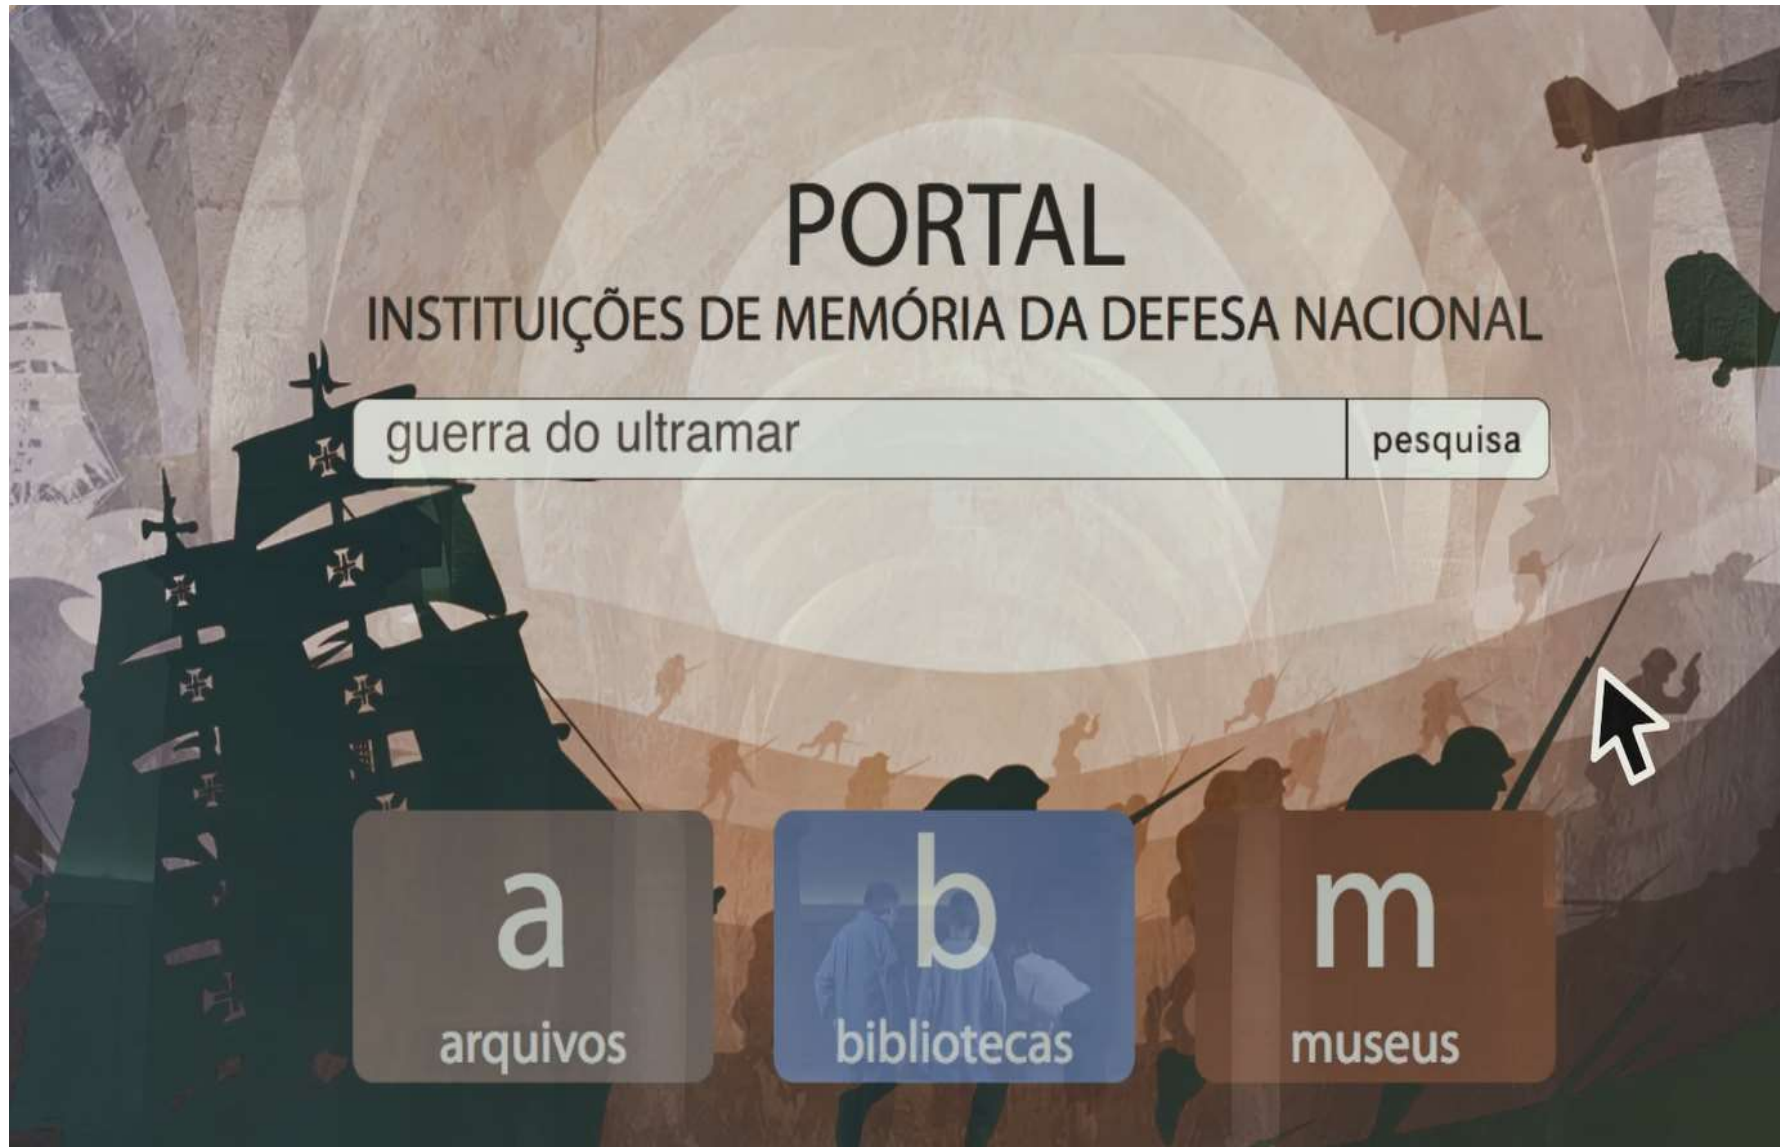 PORTAL
INSTITUIÇÕES DE MEMÓRIA DA DEFESA NACIONAL
guerra do ultramar
pesquisa
a
b
m
arquivos
bibliotecas
museus